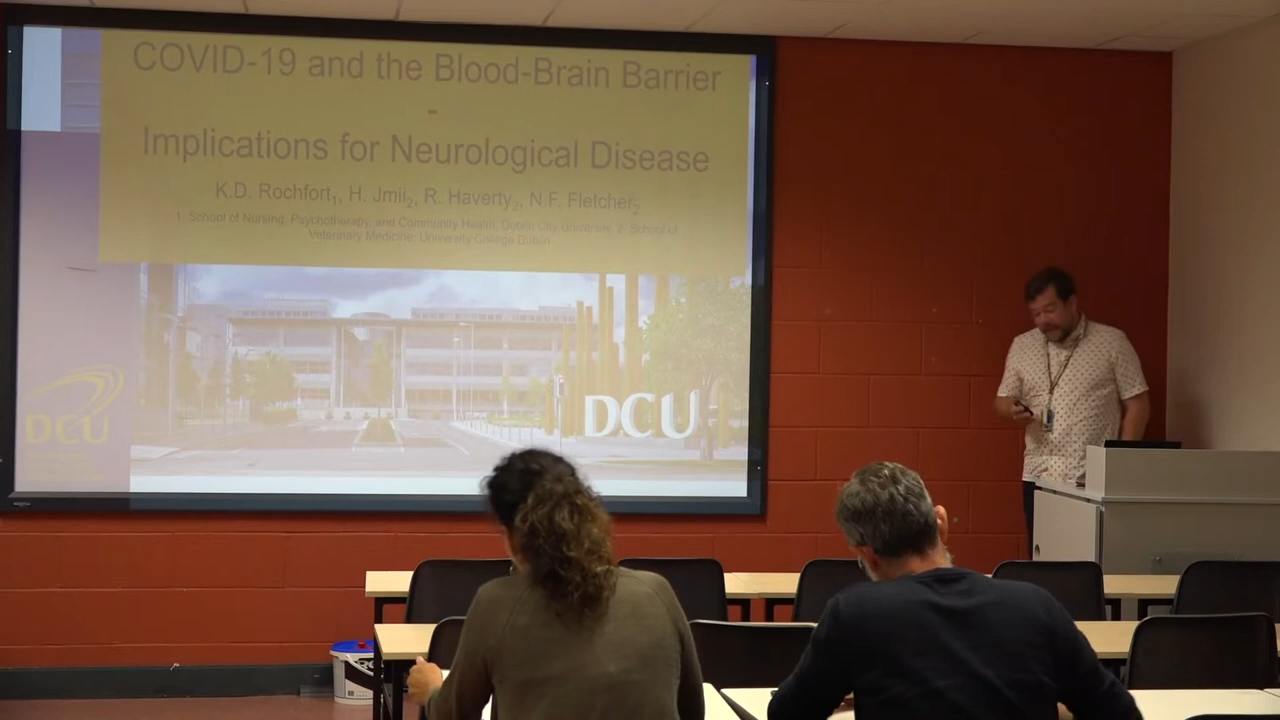 COVID-19 and the Blood-Brain Barrier
-
Implications for Neurological Disease
K.D. Rochfort₁, H. Jmii₂, R. Haverty₂, N.F. Fletcher₂
1. School of Nursing, Psychotherapy, and Community Health, Dublin City University, 2. School of
Veterinary Medicine, University College Dublin
DCU
DCU